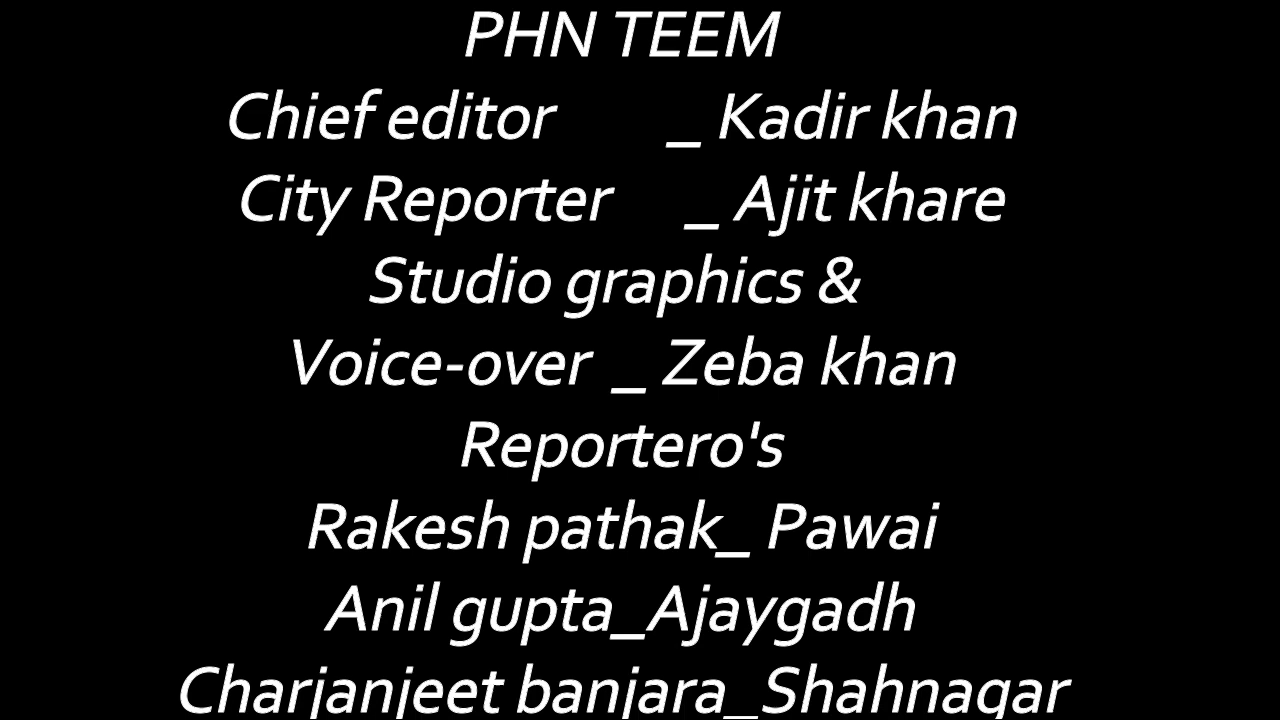 PHN TEEM
Chief editor _ Kadir khan
City Reporter _ Ajit khare
Studio graphics &
Voice-over _ Zeba khan
Reportero's
Rakesh pathak_ Pawai
Anil gupta_Ajaygadh
Charjanjeet banjara_Shahnagar